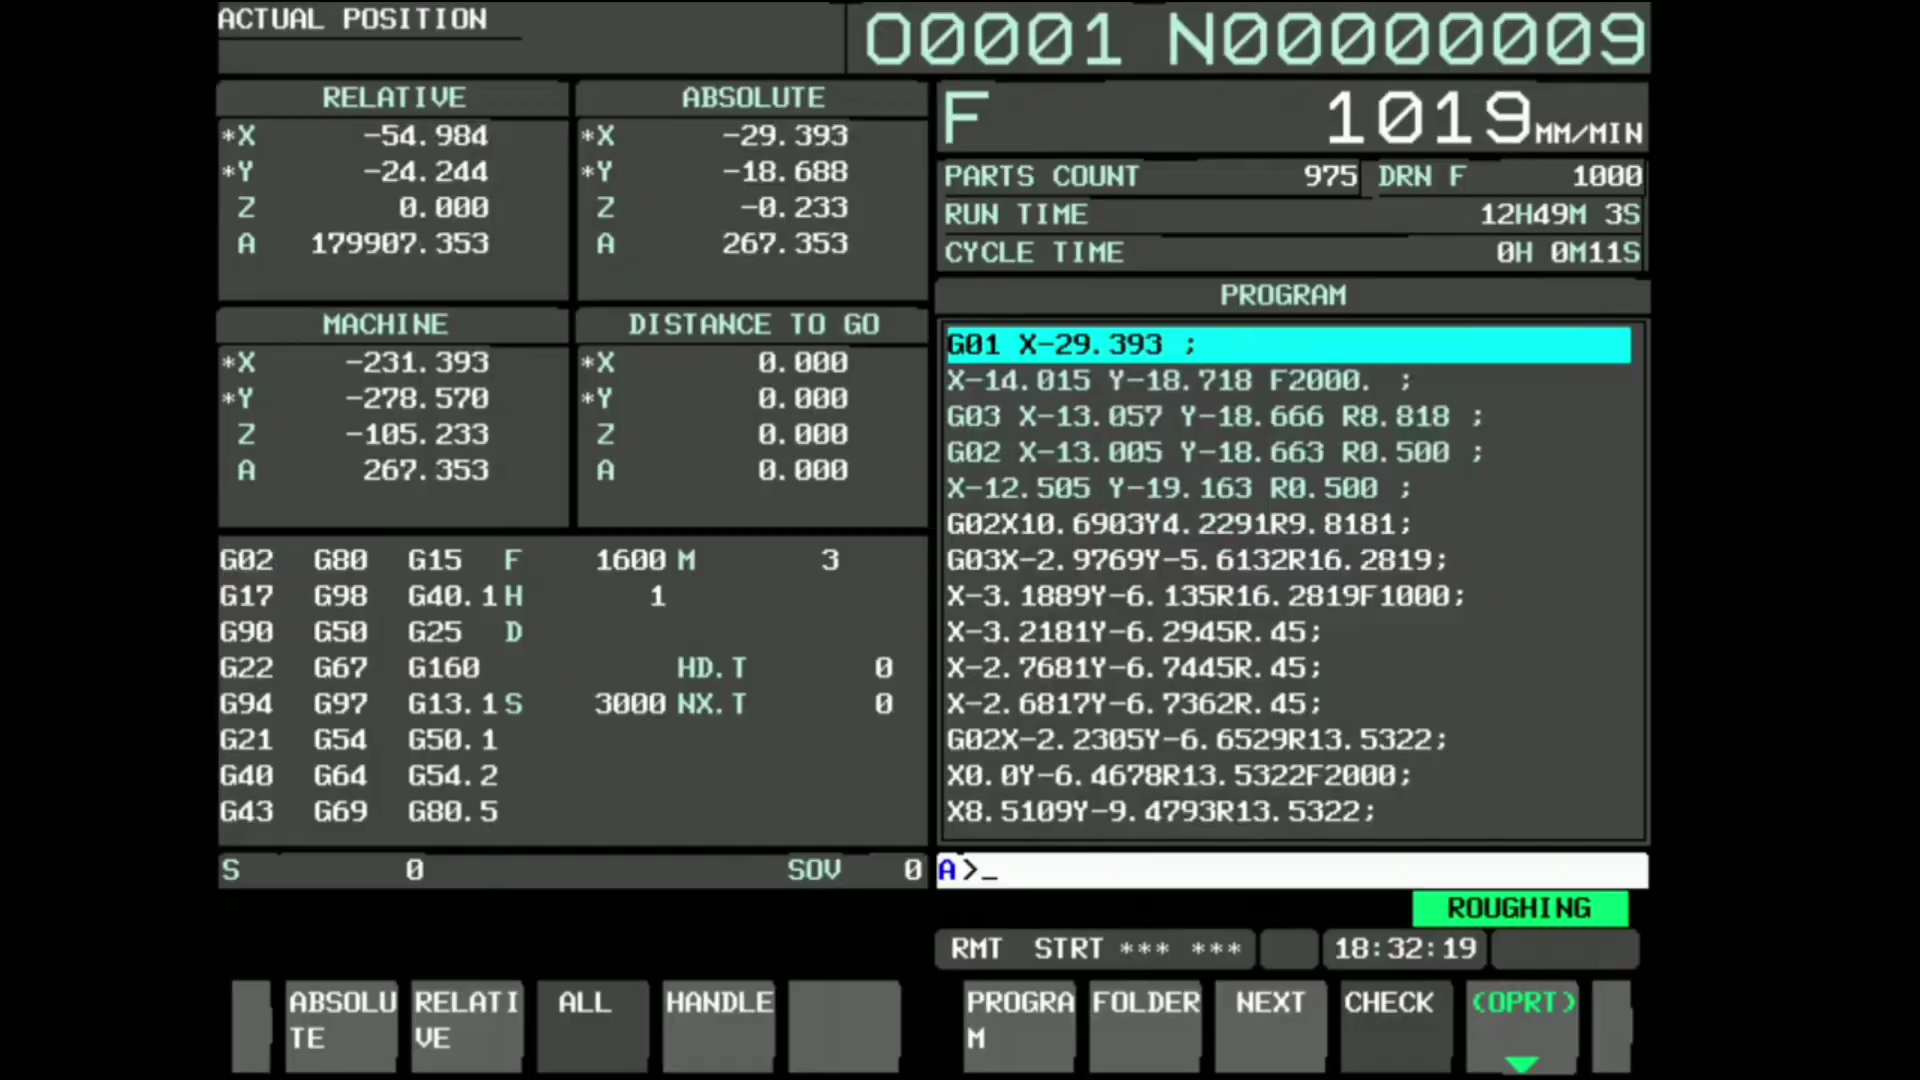 ACTUAL POSITION
O0001 N00000009
RELATIVE
*X -54.984
*Y -24.244
Z 0.000
A 179907.353
ABSOLUTE
*X -29.393
*Y -18.688
Z -0.233
A 267.353
MACHINE
*X -231.393
*Y -278.570
Z -105.233
A 267.353
DISTANCE TO GO
*X 0.000
*Y 0.000
Z 0.000
A 0.000
G02 G80 G15 F 1600 M 3
G17 G98 G40.1 H 1
G90 G50 G25 D
G22 G67 G160 HD.T 0
G94 G97 G13.1 S 3000 NX.T 0
G21 G54 G50.1
G40 G64 G54.2
G43 G69 G80.5
S 0 SOV 0
F 1019 MM/MIN
PARTS COUNT 975 DRN F 1000
RUN TIME 12H49M 3S
CYCLE TIME 0H 0M11S
PROGRAM
G01 X-29.393 ;
X-14.015 Y-18.718 F2000. ;
G03 X-13.057 Y-18.666 R8.818 ;
G02 X-13.005 Y-18.663 R0.500 ;
X-12.505 Y-19.163 R0.500 ;
G02X10.6903Y4.2291R9.8181;
G03X-2.9769Y-5.6132R16.2819;
X-3.1889Y-6.135R16.2819F1000;
X-3.2181Y-6.2945R.45;
X-2.7681Y-6.7445R.45;
X-2.6817Y-6.7362R.45;
G02X-2.2305Y-6.6529R13.5322;
X0.0Y-6.4678R13.5322F2000;
X8.5109Y-9.4793R13.5322;
A>_
ROUGHING
RMT STRT *** *** 18:32:19
ABSOLU
TE
RELATI
VE
ALL
HANDLE
PROGRA
M
FOLDER
NEXT
CHECK
(OPRT)